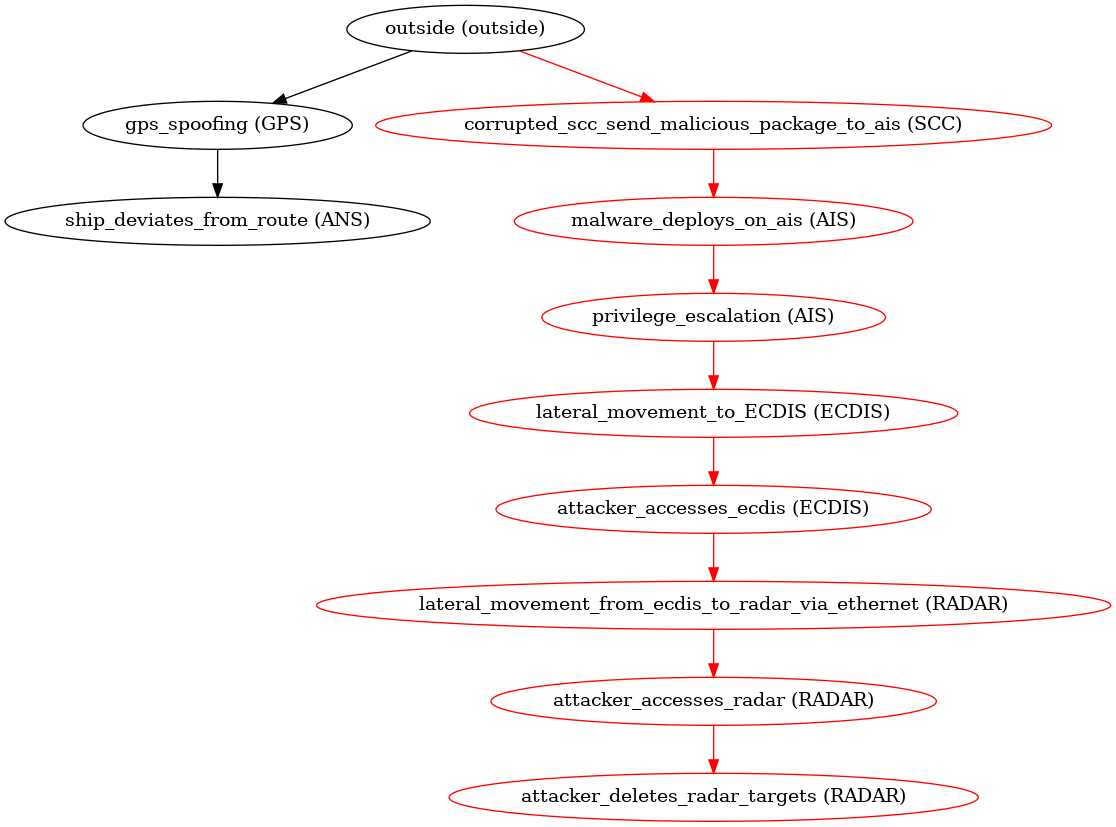 outside (outside)
gps_spoofing (GPS)
corrupted_scc_send_malicious_package_to_ais (SCC)
ship_deviates_from_route (ANS)
malware_deploys_on_ais (AIS)
privilege_escalation (AIS)
lateral_movement_to_ECDIS (ECDIS)
attacker_accesses_ecdis (ECDIS)
lateral_movement_from_ecdis_to_radar_via_ethernet (RADAR)
attacker_accesses_radar (RADAR)
attacker_deletes_radar_targets (RADAR)